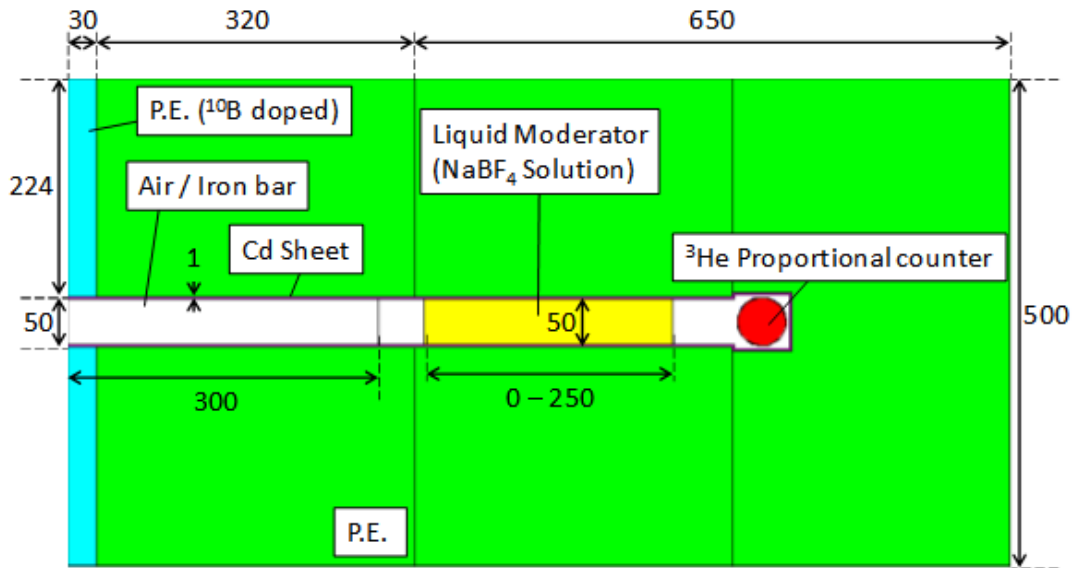 30
320
650
P.E. (¹⁰B doped)
Liquid Moderator
(NaBF₄ Solution)
224
Air / Iron bar
Cd Sheet
1
³He Proportional counter
50
50
500
300
0 – 250
P.E.